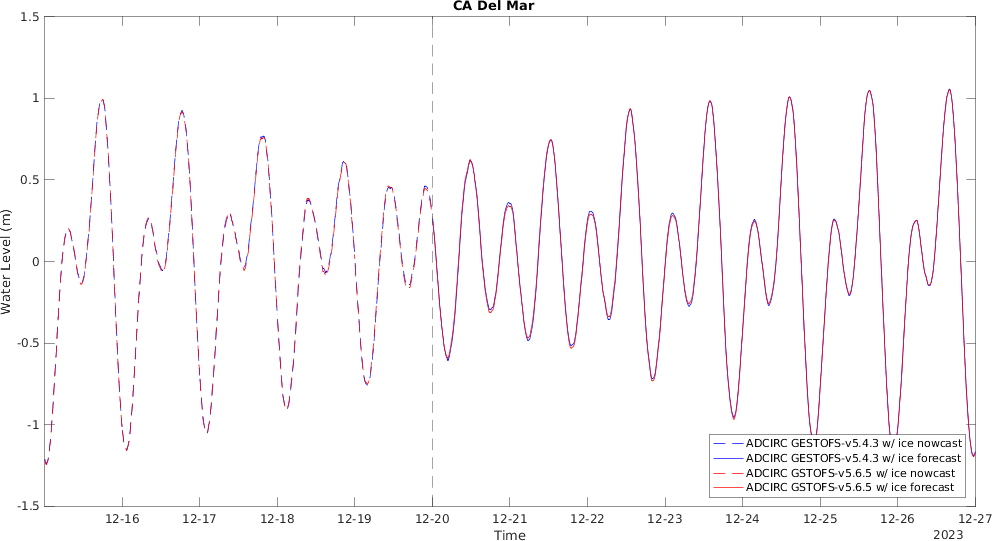 CA Del Mar
1.5
1
0.5
0
-0.5
-1
-1.5
Water Level (m)
12-16 12-17 12-18 12-19 12-20 12-21 12-22 12-23 12-24 12-25 12-26 12-27
Time
2023
ADCIRC GESTOFS-v5.4.3 w/ ice nowcast
ADCIRC GESTOFS-v5.4.3 w/ ice forecast
ADCIRC GSTOFS-v5.6.5 w/ ice nowcast
ADCIRC GSTOFS-v5.6.5 w/ ice forecast